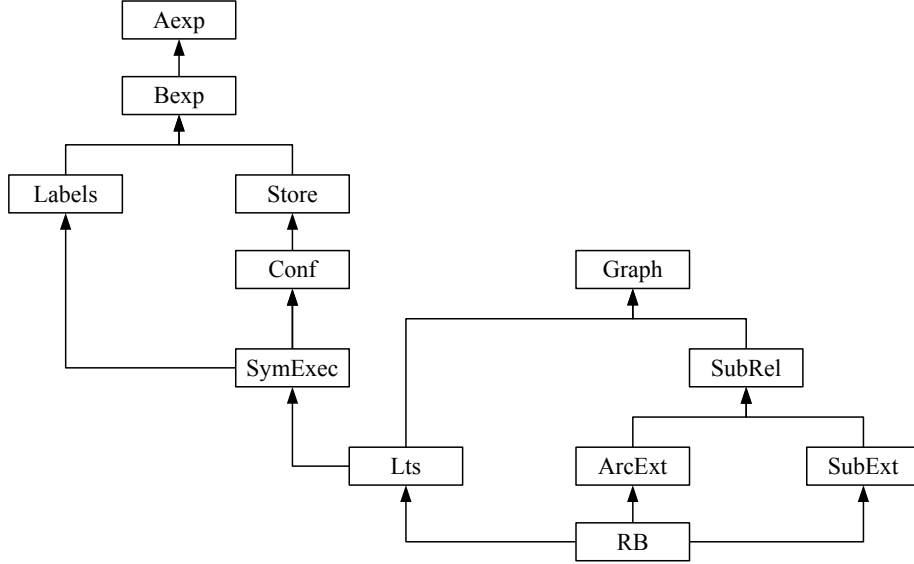 Aexp
Bexp
Labels
Store
Conf
Graph
SymExec
SubRel
Lts
ArcExt
SubExt
RB